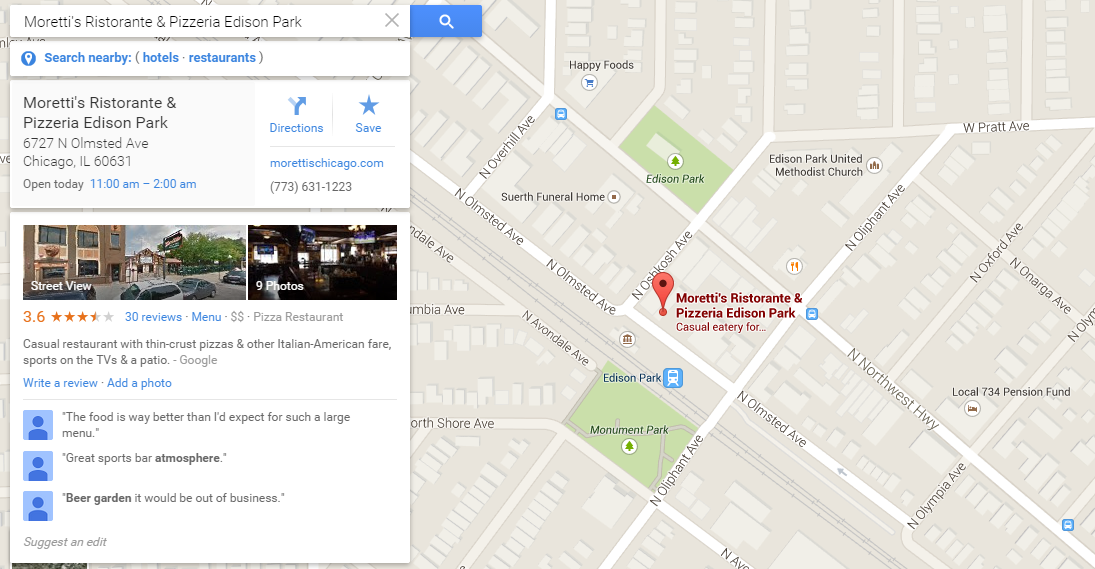 Moretti's Ristorante & Pizzeria Edison Park
Search nearby: ( hotels · restaurants )
Moretti's Ristorante &
Pizzeria Edison Park
6727 N Olmsted Ave
Chicago, IL 60631
Open today 11:00 am – 2:00 am
Directions
Save
morettischicago.com
(773) 631-1223
Street View
9 Photos
3.6
30 reviews · Menu · $$ · Pizza Restaurant
Casual restaurant with thin-crust pizzas & other Italian-American fare,
sports on the TVs & a patio. - Google
Write a review · Add a photo
"The food is way better than I'd expect for such a large
menu."
"Great sports bar atmosphere."
"Beer garden it would be out of business."
Suggest an edit
Happy Foods
N Overhill Ave
Edison Park
W Pratt Ave
Edison Park United
Methodist Church
Suerth Funeral Home
N Olmsted Ave
N Oliphant Ave
N Oshkosh Ave
N Olmsted Ave
N Oxford Ave
N Onarga Ave
Moretti's Ristorante &
Pizzeria Edison Park
Casual eatery for...
N Avondale Ave
Edison Park
N Northwest Hwy
Local 734 Pension Fund
N Olmsted Ave
Monument Park
N Oliphant Ave
N Olympia Ave